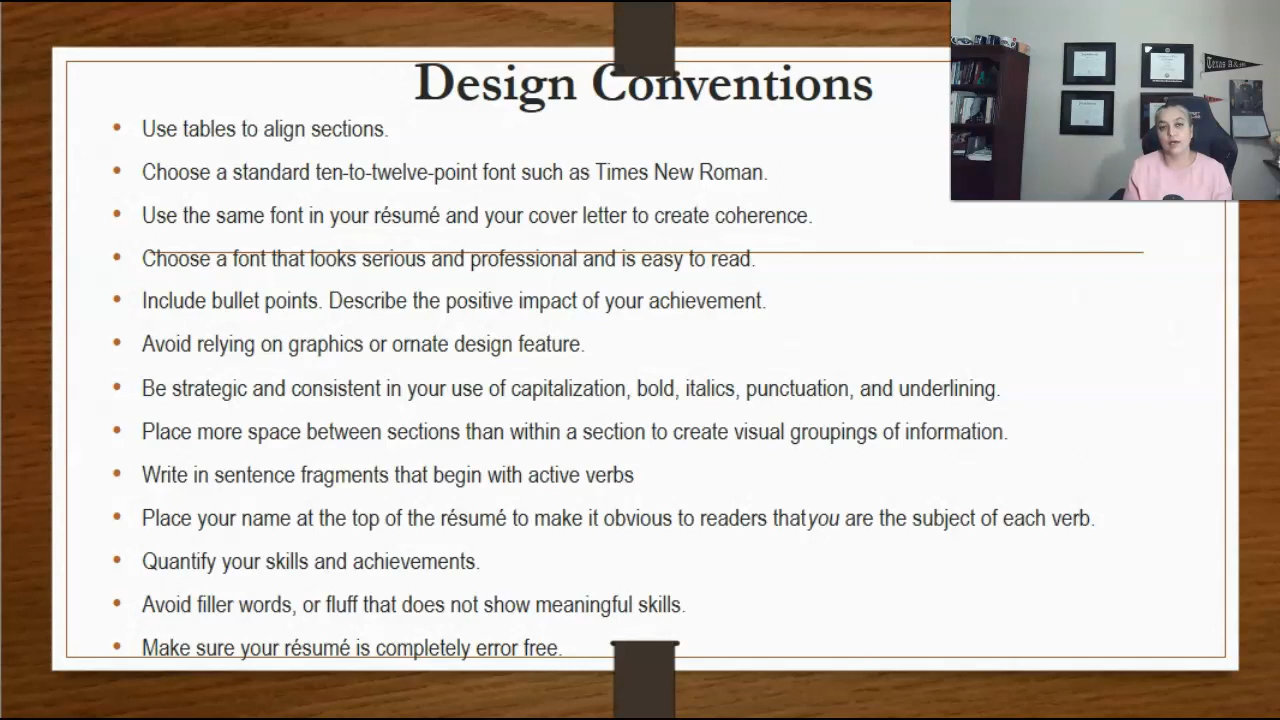 Design Conventions
Use tables to align sections.
Choose a standard ten-to-twelve-point font such as Times New Roman.
Use the same font in your résumé and your cover letter to create coherence.
Choose a font that looks serious and professional and is easy to read.
Include bullet points. Describe the positive impact of your achievement.
Avoid relying on graphics or ornate design feature.
Be strategic and consistent in your use of capitalization, bold, italics, punctuation, and underlining.
Place more space between sections than within a section to create visual groupings of information.
Write in sentence fragments that begin with active verbs
Place your name at the top of the résumé to make it obvious to readers that you are the subject of each verb.
Quantify your skills and achievements.
Avoid filler words, or fluff that does not show meaningful skills.
Make sure your résumé is completely error free.